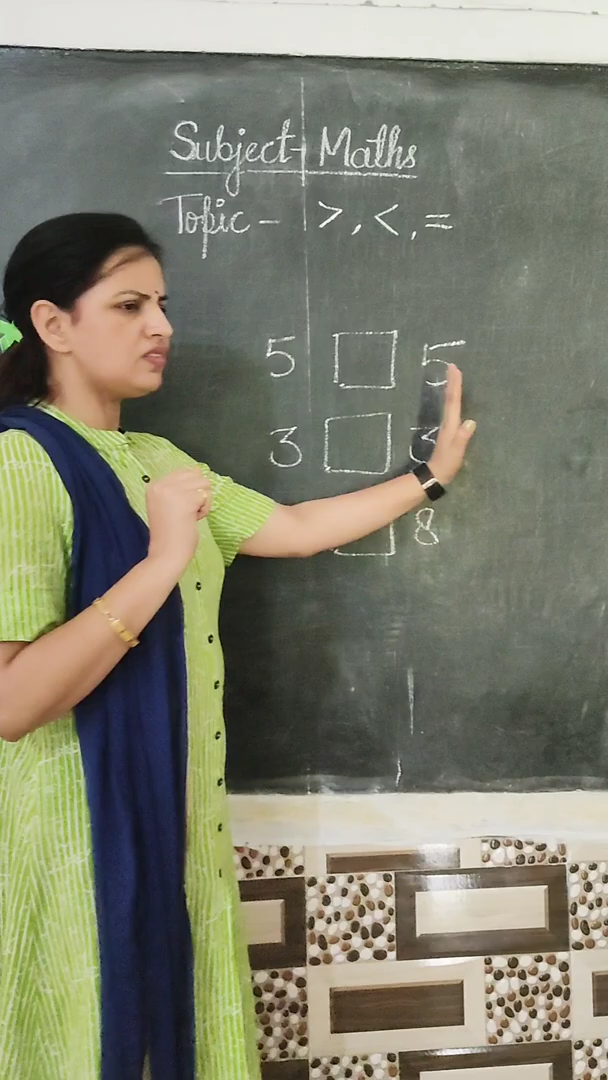 Subject- Maths
Topic - >, <, =
5 □ 5
3 □ 3
□ 8